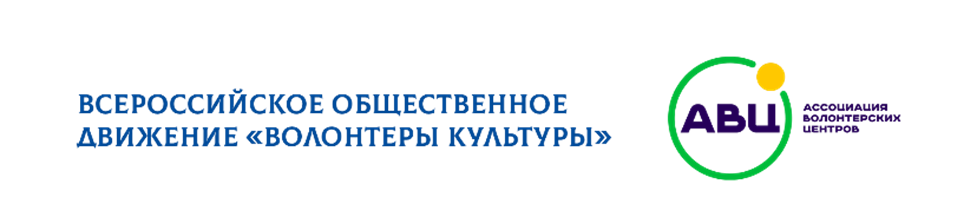 ВСЕРОССИЙСКОЕ ОБЩЕСТВЕННОЕ
ДВИЖЕНИЕ «ВОЛОНТЕРЫ КУЛЬТУРЫ»
АВЦ
АССОЦИАЦИЯ
ВОЛОНТЕРСКИХ
ЦЕНТРОВ